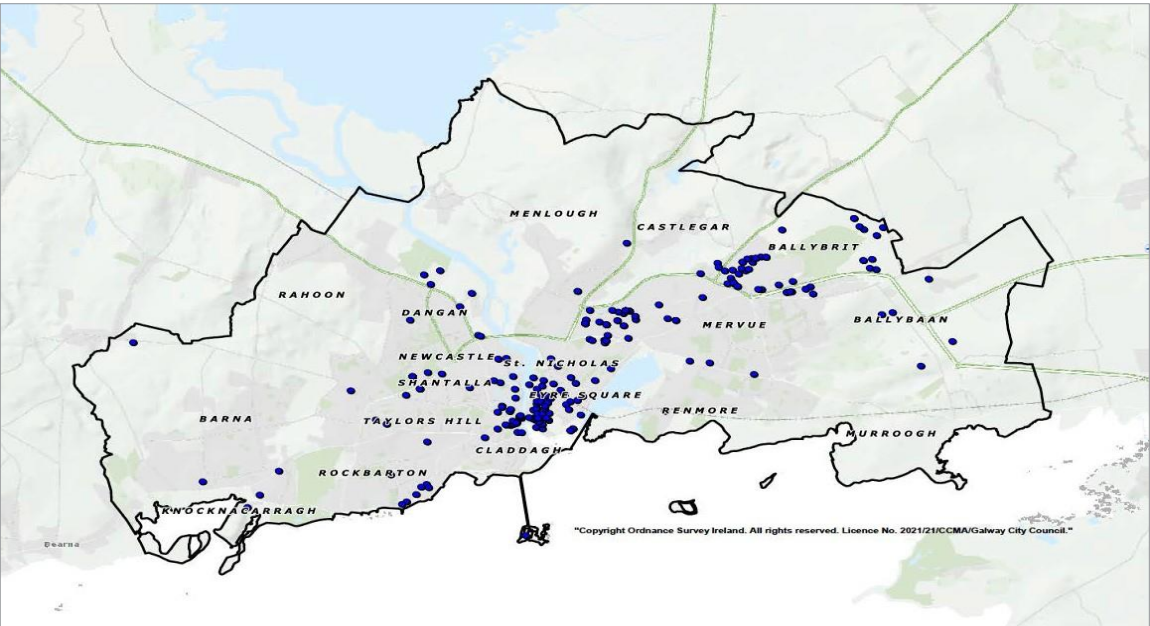 MENLOUGH
CASTLEGAR
BALLYBRIT
RAHOON
DANGAN
MERVUE
BALLYBAAN
NEWCASTLE
St. NICHOLAS
SHANTALLA
EYRE SQUARE
RENMORE
BARNA
TAYLORS HILL
MURROOGH
CLADDAGH
ROCKBARTON
KNOCKNACARRAGH
"Copyright Ordnance Survey Ireland. All rights reserved. Licence No. 2021/21/CCMA/Galway City Council."
Bearna